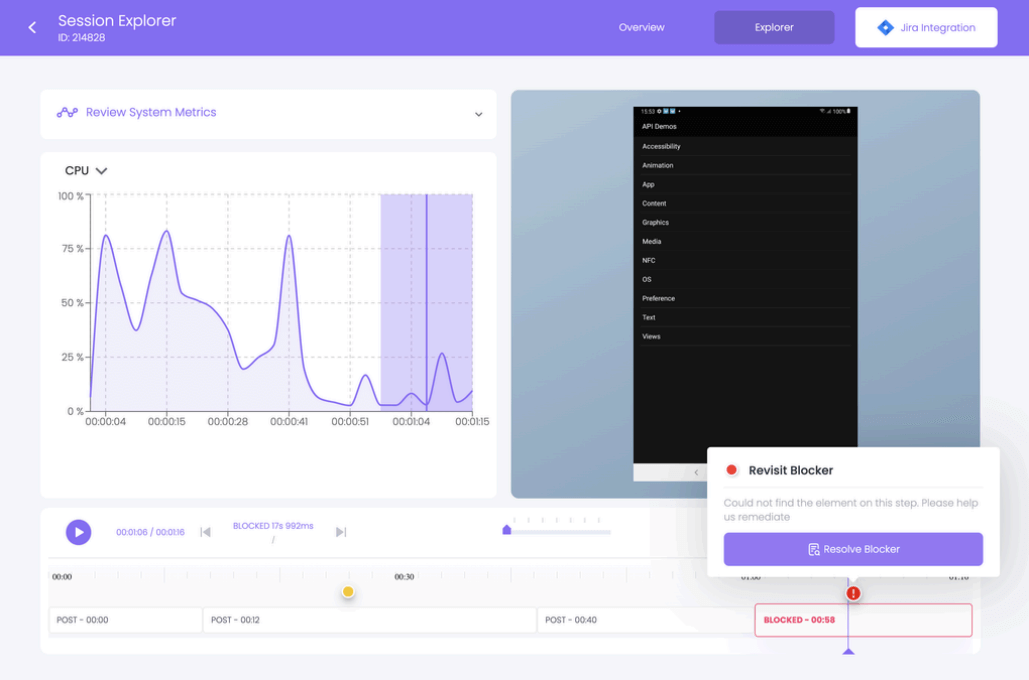 Session Explorer
ID: 214828
Overview
Explorer
Jira Integration
Review System Metrics
CPU
100 %
75 %
50 %
25 %
0 %
00:00:04
00:00:15
00:00:28
00:00:41
00:00:51
00:01:04
00:01:15
15:53
100%
API Demos
Accessibility
Animation
App
Content
Graphics
Media
NFC
OS
Preference
Text
Views
Revisit Blocker
Could not find the element on this step. Please help
us remediate
Resolve Blocker
00:01:06 / 00:01:16
BLOCKED 17s 992ms
/
00:00
00:30
POST - 00:00
POST - 00:12
POST - 00:40
BLOCKED - 00:58